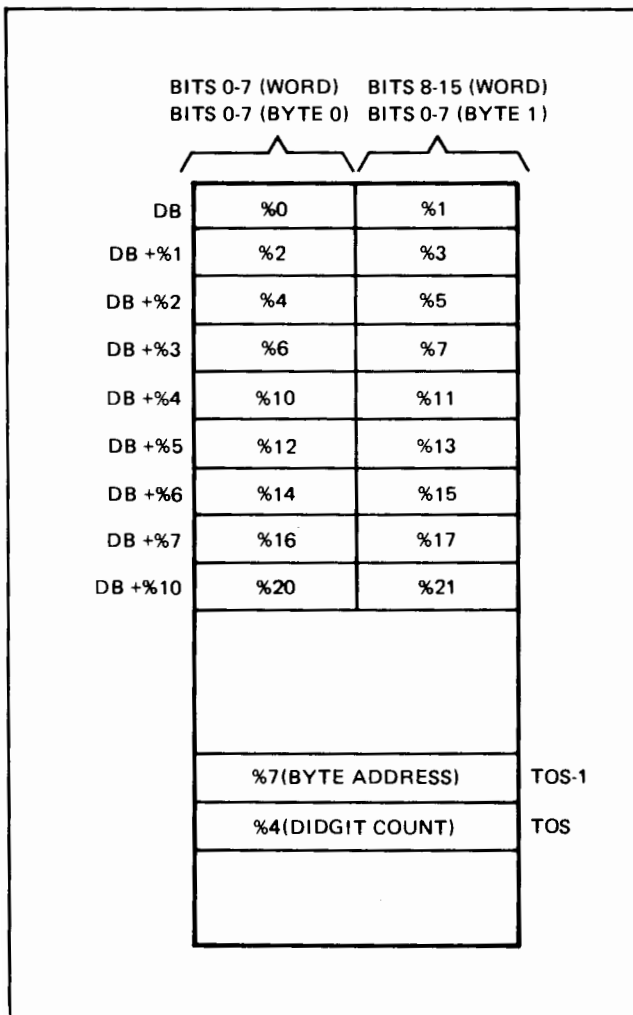 BITS 0-7 (WORD) BITS 8-15 (WORD)
BITS 0-7 (BYTE 0) BITS 0-7 (BYTE 1)
DB %0 %1
DB +%1 %2 %3
DB +%2 %4 %5
DB +%3 %6 %7
DB +%4 %10 %11
DB +%5 %12 %13
DB +%6 %14 %15
DB +%7 %16 %17
DB +%10 %20 %21
%7(BYTE ADDRESS) TOS-1
%4(DIDGIT COUNT) TOS